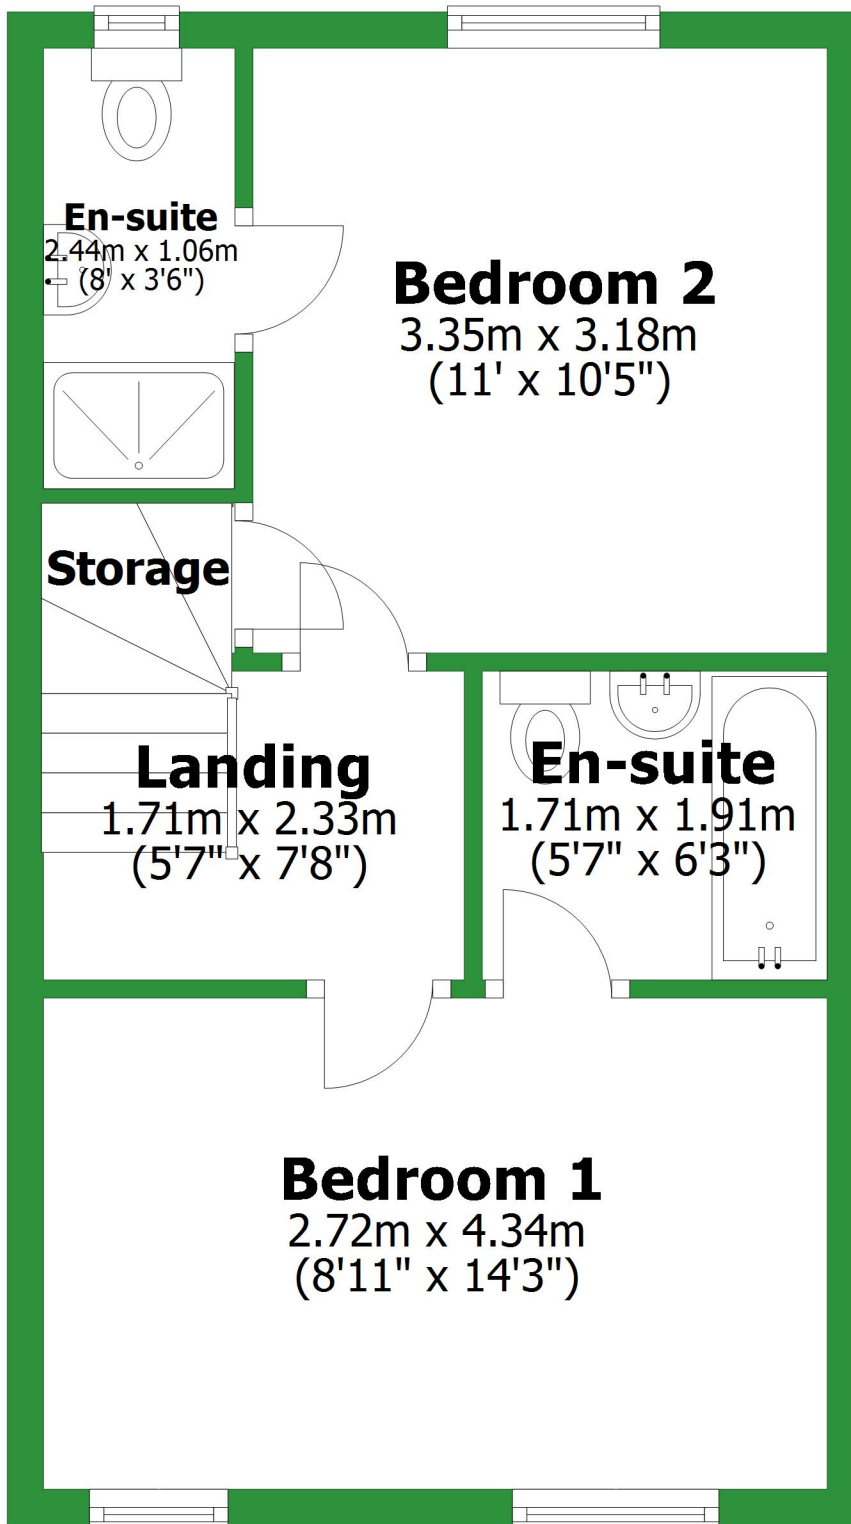 En-suite
2.44m x 1.06m
(8' x 3'6")
Bedroom 2
3.35m x 3.18m
(11' x 10'5")
Storage
Landing
1.71m x 2.33m
(5'7" x 7'8")
En-suite
1.71m x 1.91m
(5'7" x 6'3")
Bedroom 1
2.72m x 4.34m
(8'11" x 14'3")